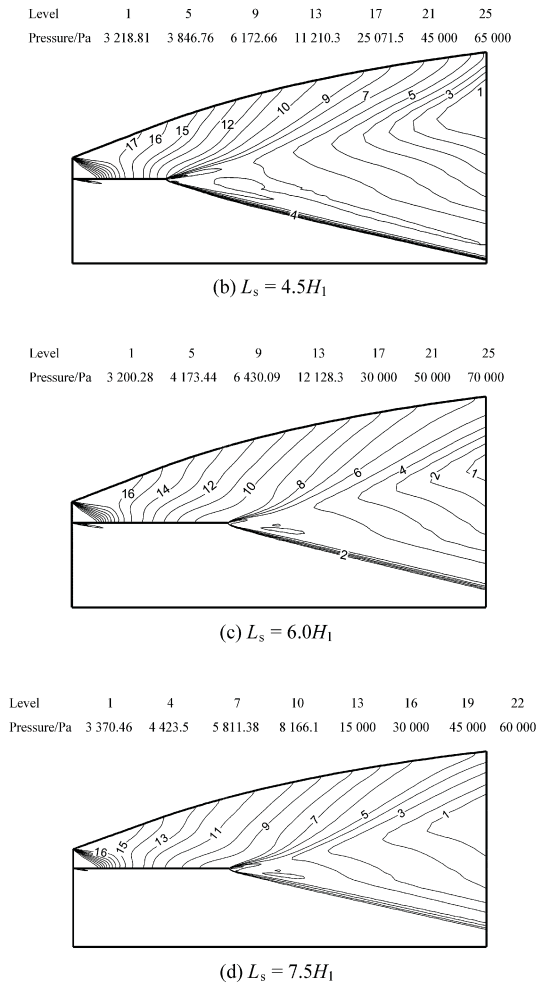 Level 1 5 9 13 17 21 25
Pressure/Pa 3 218.81 3 846.76 6 172.66 11 210.3 25 071.5 45 000 65 000
17 16 15 12 10 9 7 5 3 1
4
(b) Ls = 4.5H1
Level 1 5 9 13 17 21 25
Pressure/Pa 3 200.28 4 173.44 6 430.09 12 128.3 30 000 50 000 70 000
16 14 12 10 8 6 4 2 1
2
(c) Ls = 6.0H1
Level 1 4 7 10 13 16 19 22
Pressure/Pa 3 370.46 4 423.5 5 811.38 8 166.1 15 000 30 000 45 000 60 000
16 15 13 11 9 7 5 3 1
(d) Ls = 7.5H1